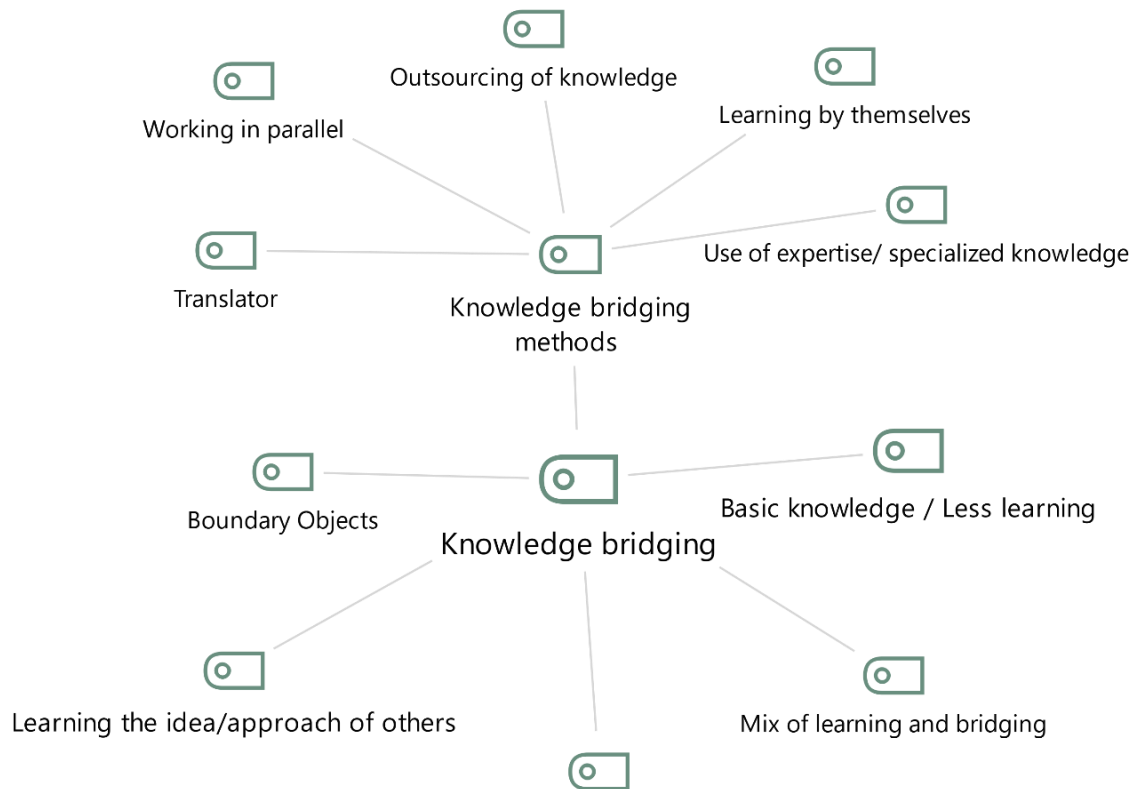 Outsourcing of knowledge
Learning by themselves
Working in parallel
Use of expertise/ specialized knowledge
Translator
Knowledge bridging
methods
Boundary Objects
Basic knowledge / Less learning
Knowledge bridging
Learning the idea/approach of others
Mix of learning and bridging